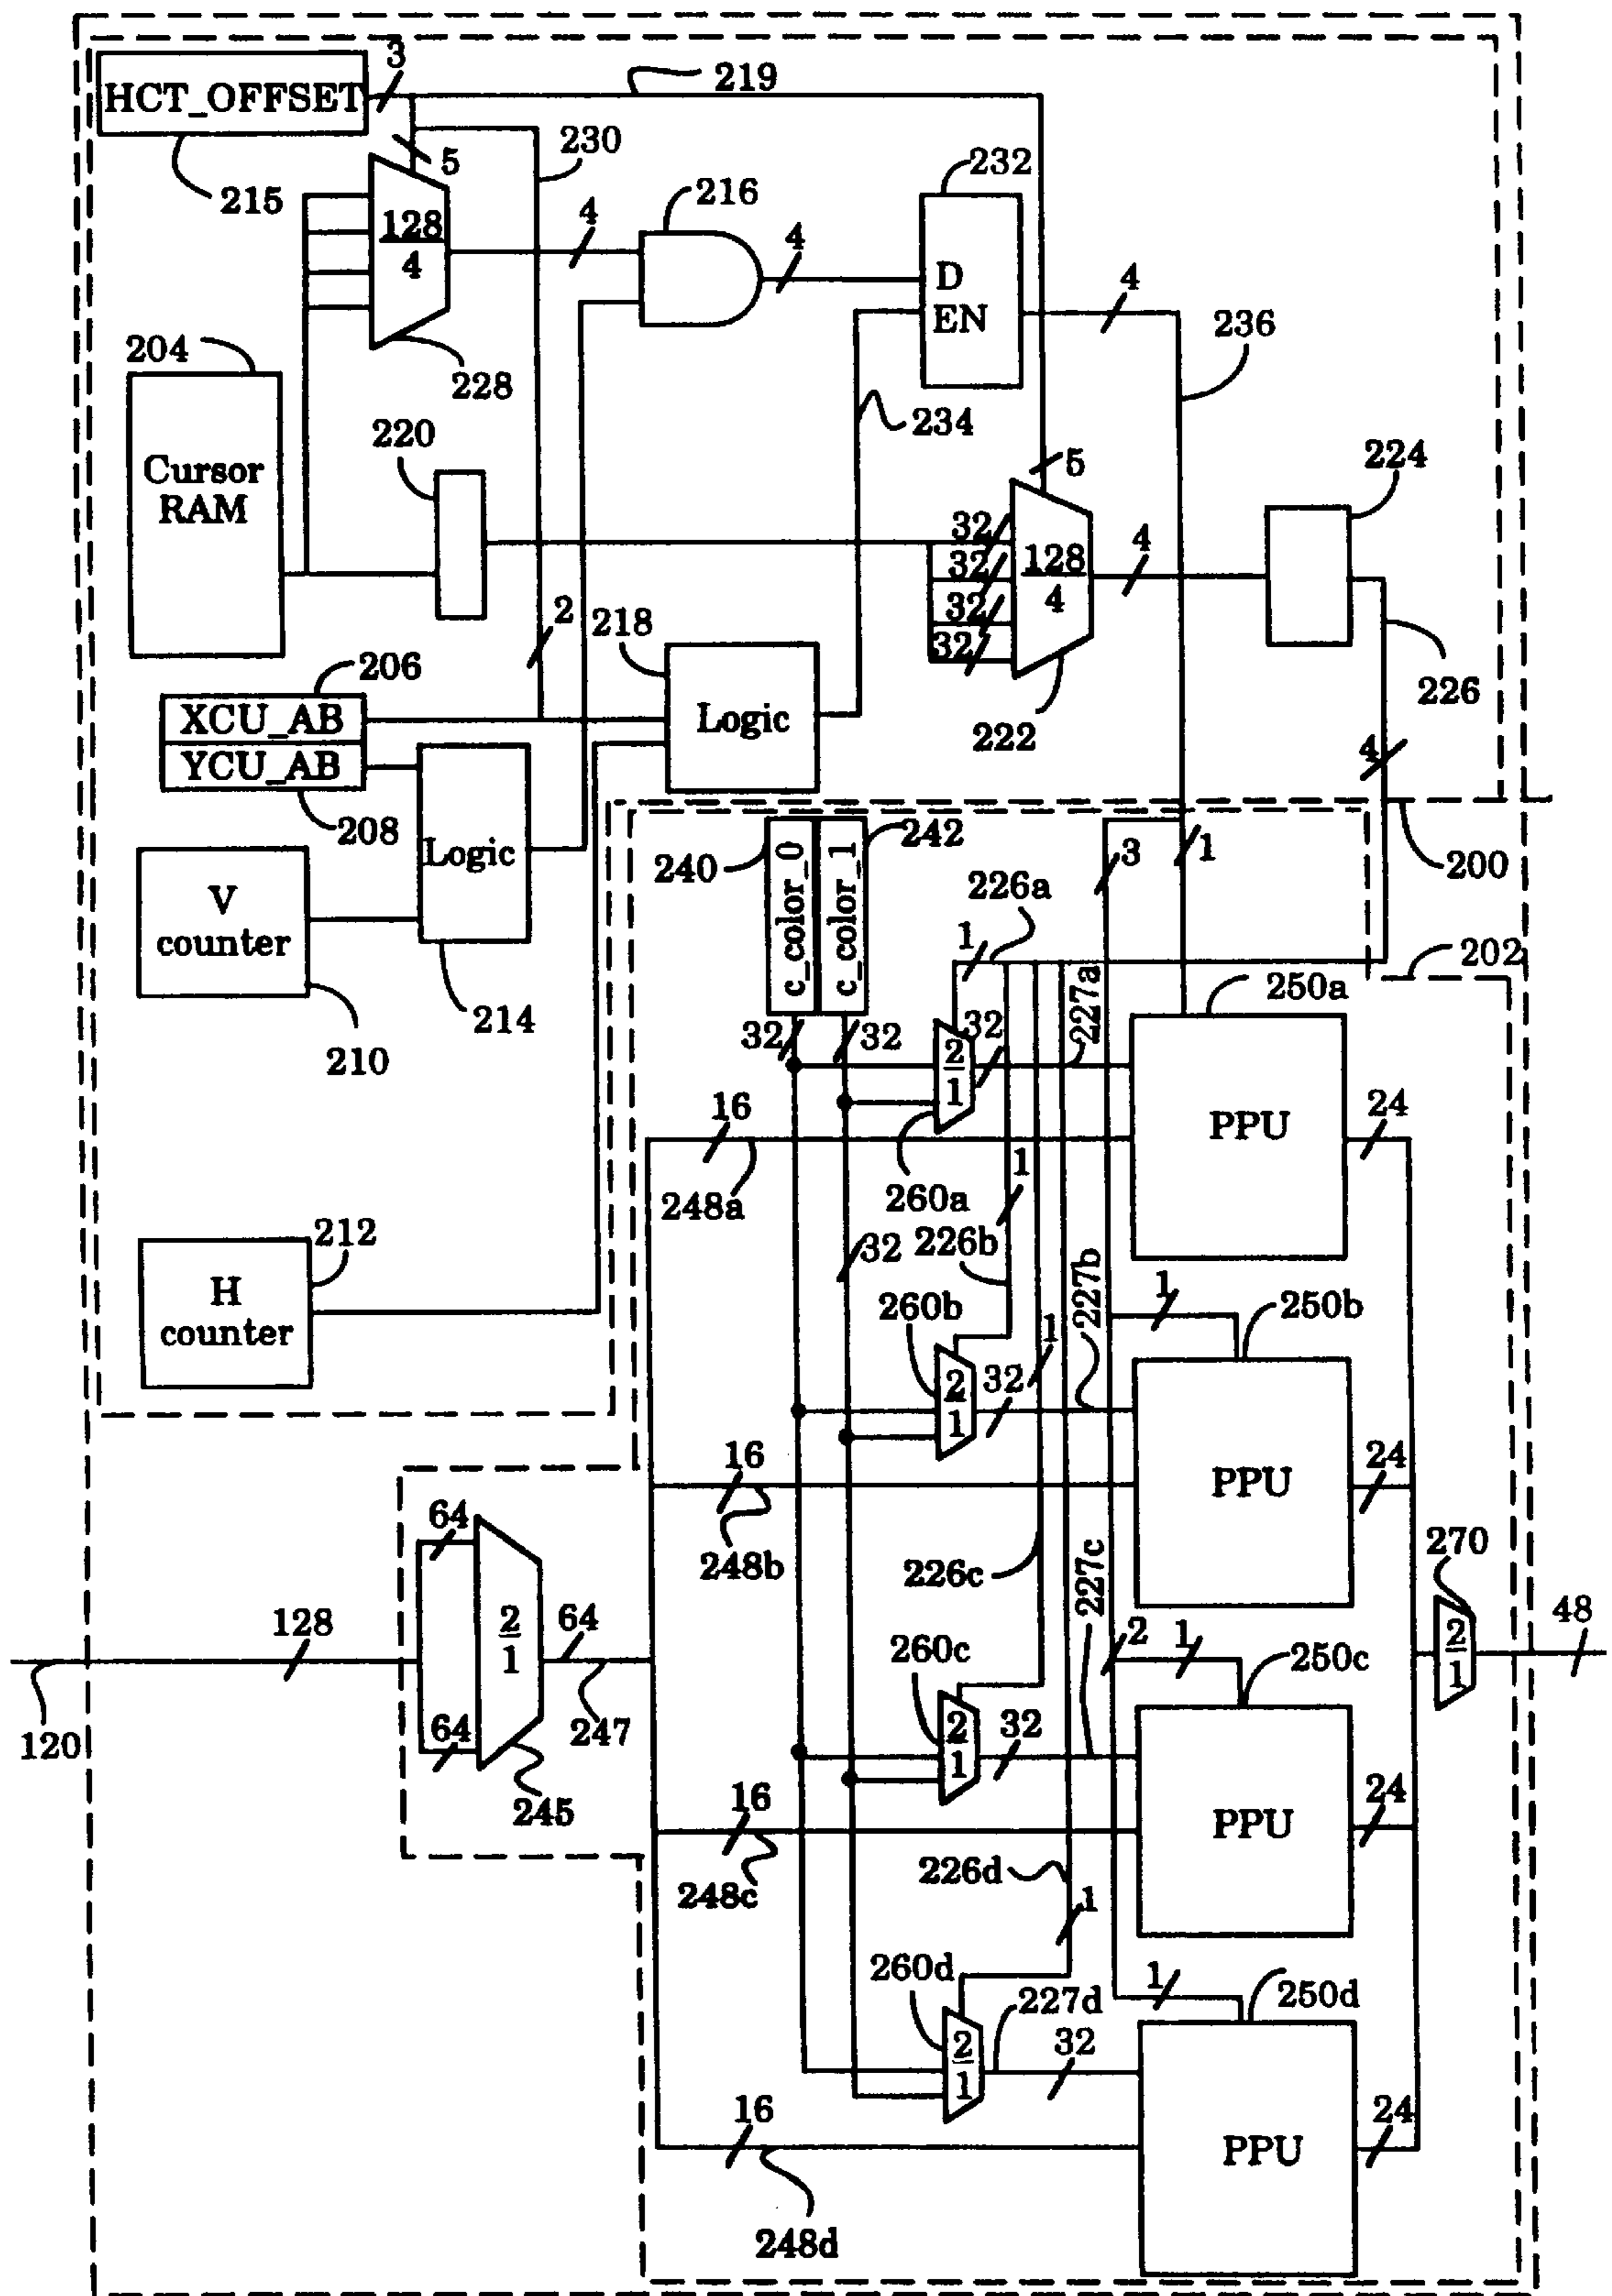 3
219
HCT_OFFSET
215
5
230
232
216
128
4
4
4
D
EN
4
236
204
228
234
Cursor
RAM
220
5
224
32
32
32
32
128
4
4
2
218
206
XCU_AB
YCU_AB
208
Logic
222
226
4
Logic
240
c_color_0
c_color_1
242
3
1
200
V
counter
214
210
226a
1
227a
202
250a
32
32
2
1
32
PPU
24
16
248a
260a
1
212
H
counter
32
226b
227b
260b
1
250b
1
2
1
32
PPU
24
16
248b
226c
227c
270
64
128
2
1
64
64
245
247
120
260c
2
1
250c
2
1
48
2
1
32
PPU
24
16
248c
226d
1
260d
227d
1
250d
2
1
32
16
PPU
24
248d